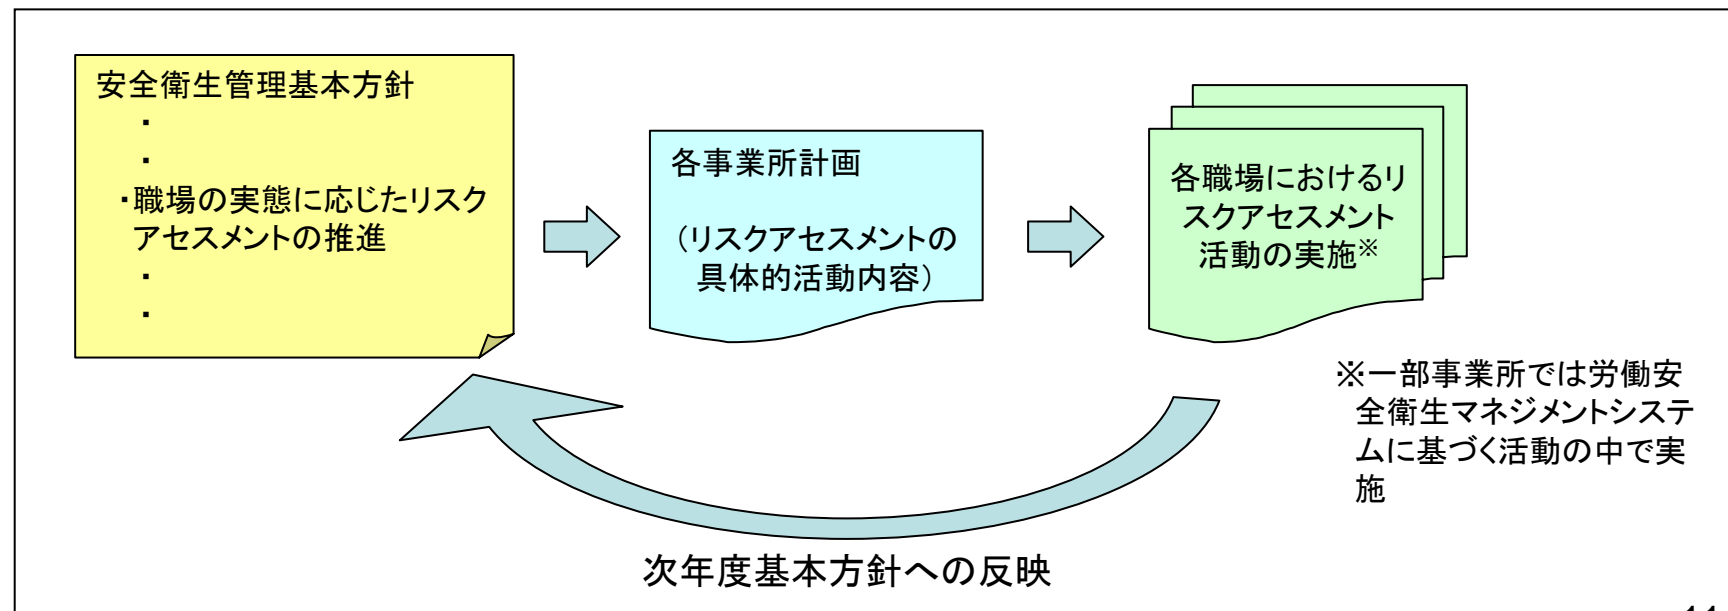 安全衛生管理基本方針
・
・
・職場の実態に応じたリスク
アセスメントの推進
・
・
各事業所計画
（リスクアセスメントの
具体的活動内容）
各職場におけるリ
スクアセスメント
活動の実施※
※一部事業所では労働安
全衛生マネジメントシステ
ムに基づく活動の中で実
施
次年度基本方針への反映